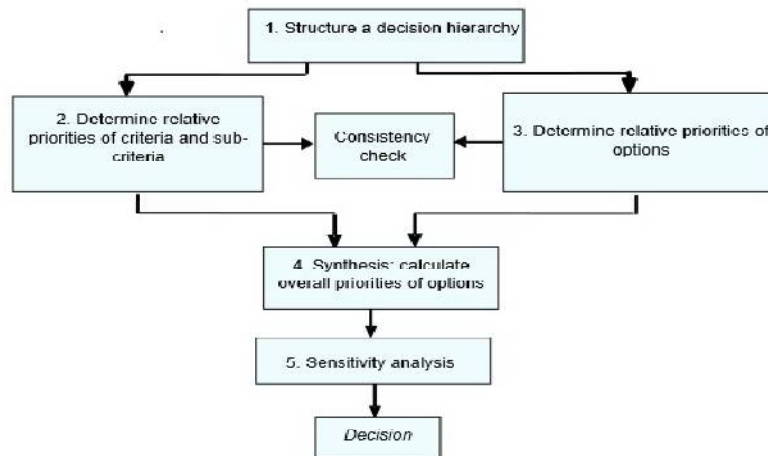 1. Structure a decision hierarchy
2. Determine relative
priorities of criteria and sub-
criteria
Consistency
check
3. Determine relative priorities of
options
4. Synthesis: calculate
overall priorities of options
5. Sensitivity analysis
Decision